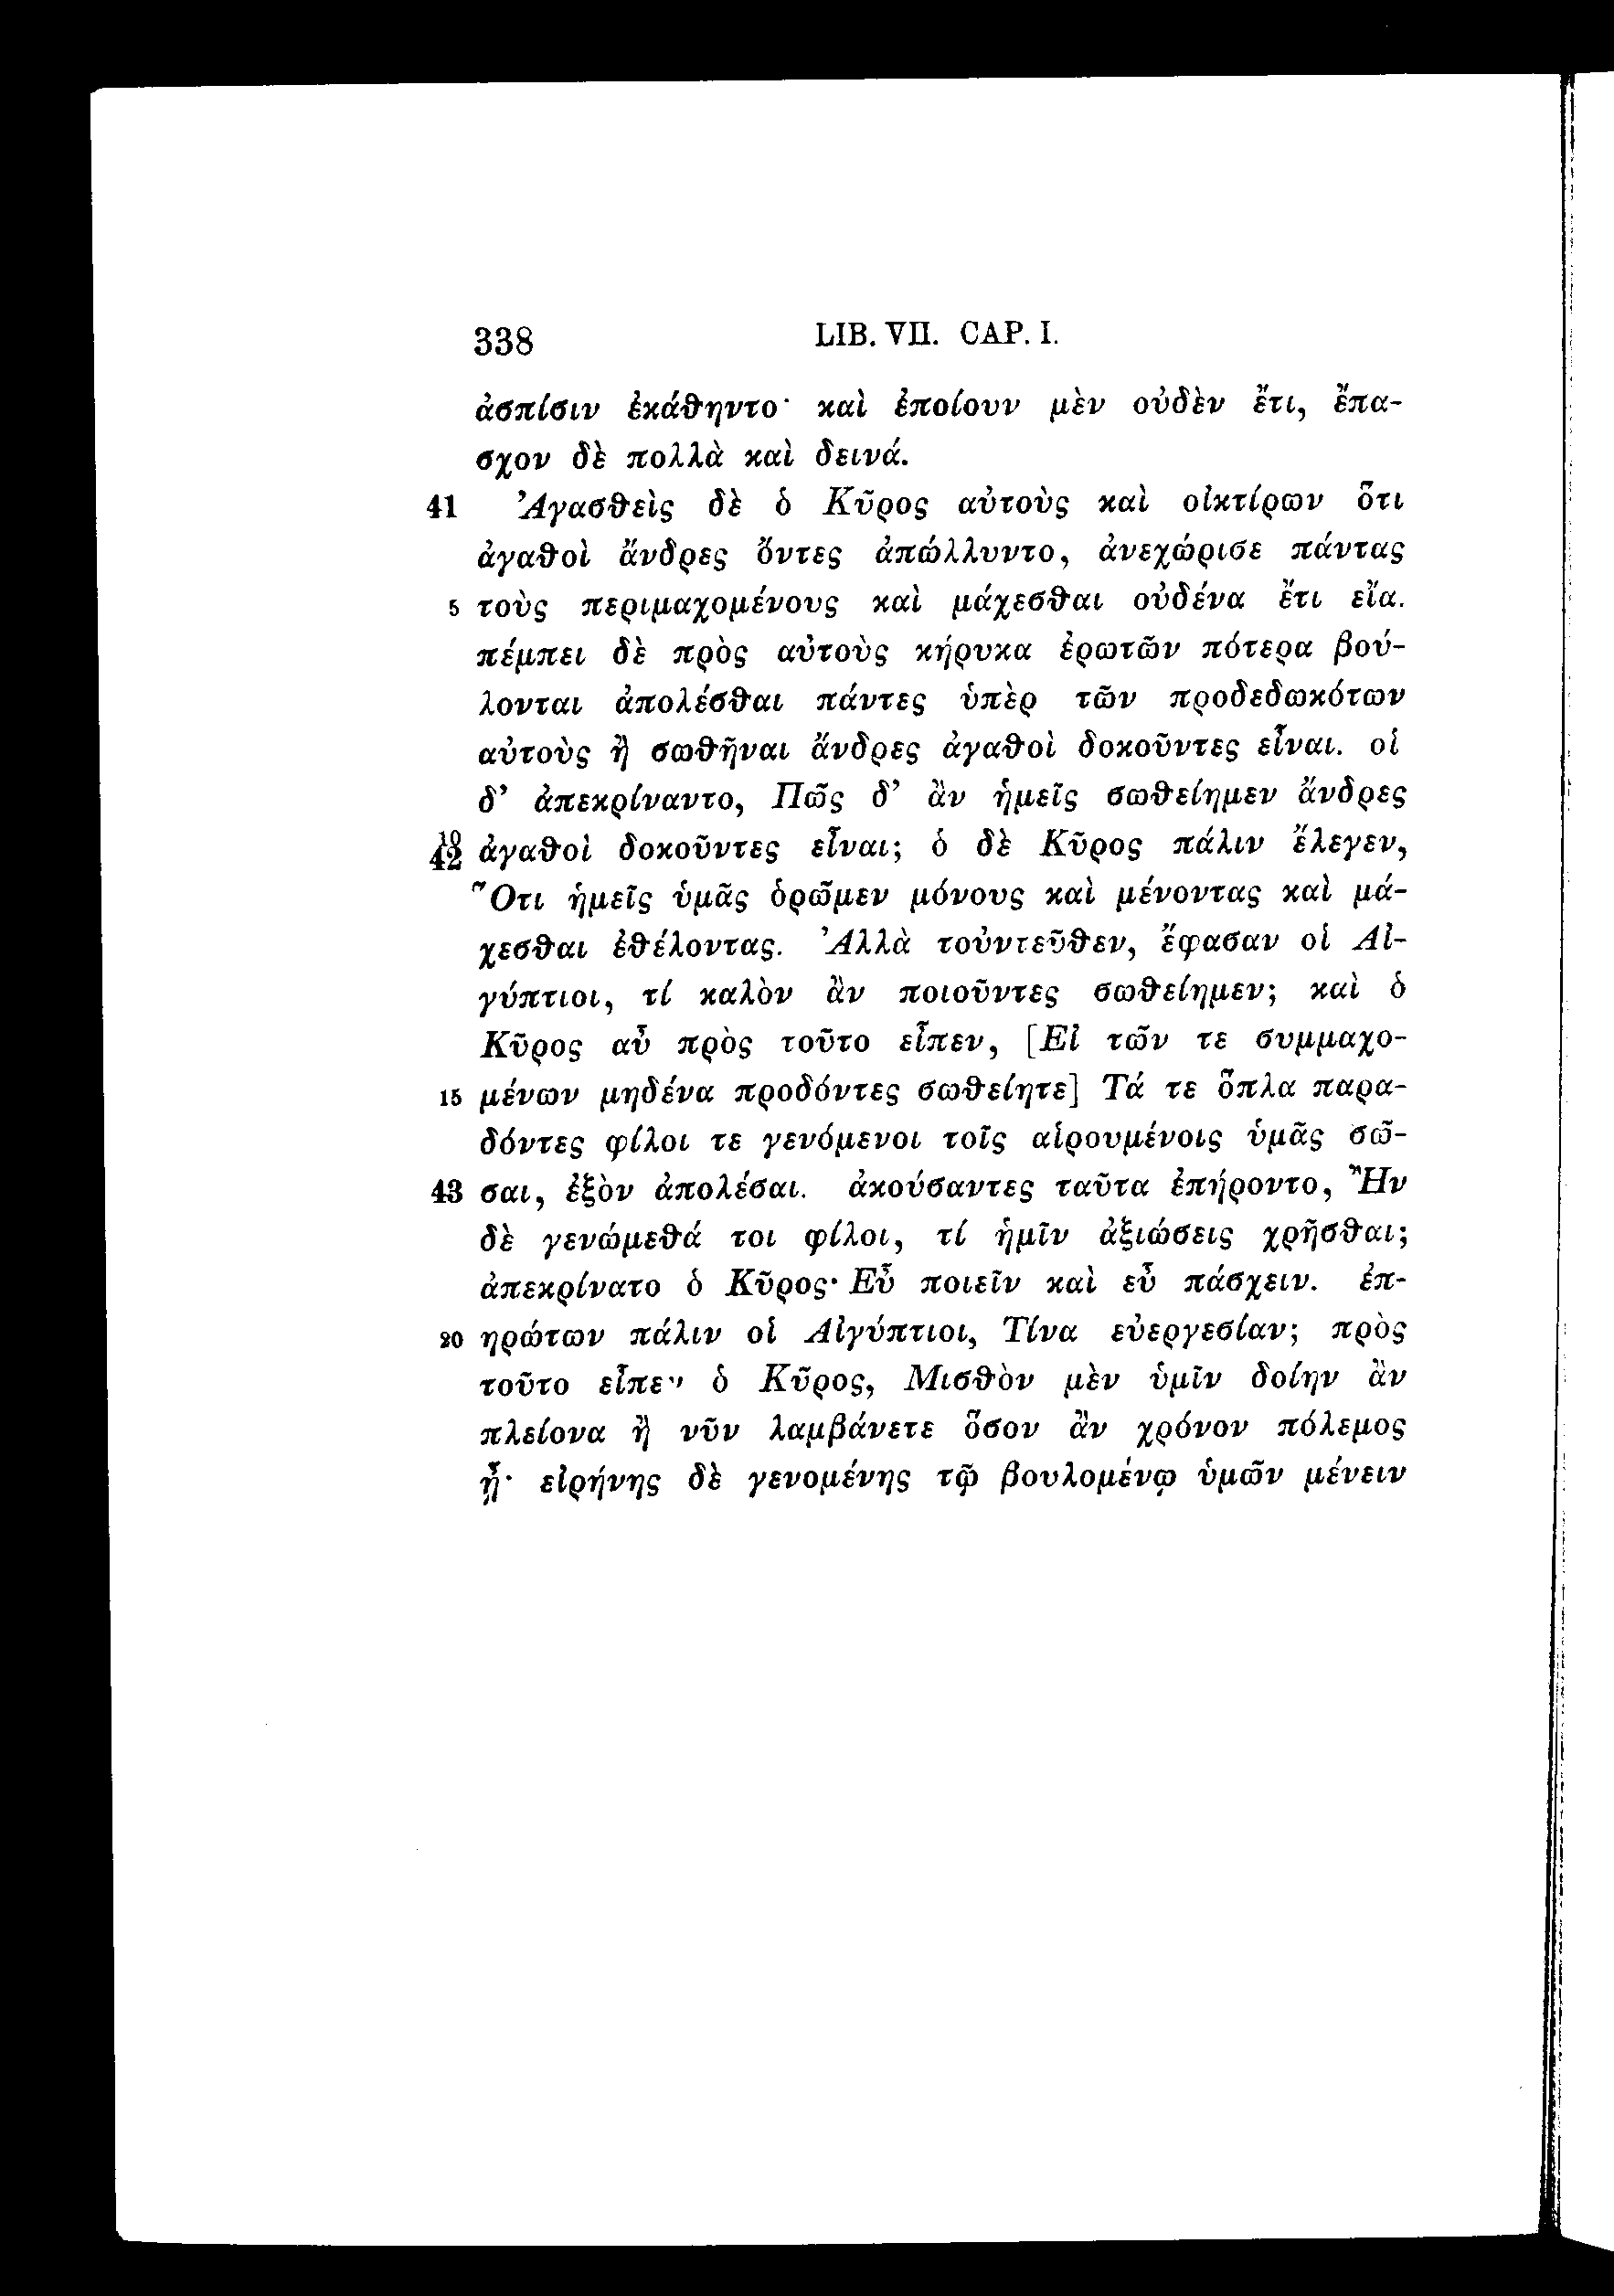 338 LIB. VII. CAP. I.
ἀσπίσιν ἐκάθηντο· καὶ ἐποίουν μὲν οὐδὲν ἔτι, ἔπα-
σχον δὲ πολλὰ καὶ δεινά.
41 Ἀγασθεὶς δὲ ὁ Κῦρος αὐτοὺς καὶ οἰκτίρων ὅτι
ἀγαθοὶ ἄνδρες ὄντες ἀπώλλυντο, ἀνεχώρισε πάντας
5 τοὺς περιμαχομένους καὶ μάχεσθαι οὐδένα ἔτι εἴα.
πέμπει δὲ πρὸς αὐτοὺς κήρυκα ἐρωτῶν πότερα βού-
λονται ἀπολέσθαι πάντες ὑπὲρ τῶν προδεδωκότων
αὐτοὺς ἢ σωθῆναι ἄνδρες ἀγαθοὶ δοκοῦντες εἶναι. οἱ
δ’ ἀπεκρίναντο, Πῶς δ’ ἂν ἡμεῖς σωθείημεν ἄνδρες
10 42 ἀγαθοὶ δοκοῦντες εἶναι; ὁ δὲ Κῦρος πάλιν ἔλεγεν,
Ὅτι ἡμεῖς ὑμᾶς ὁρῶμεν μόνους καὶ μένοντας καὶ μά-
χεσθαι ἐθέλοντας. Ἀλλὰ τοὐντεῦθεν, ἔφασαν οἱ Αἰ-
γύπτιοι, τί καλὸν ἂν ποιοῦντες σωθείημεν; καὶ ὁ
Κῦρος αὖ πρὸς τοῦτο εἶπεν, [Εἰ τῶν τε συμμαχο-
15 μένων μηδένα προδόντες σωθείητε] Τά τε ὅπλα παρα-
δόντες φίλοι τε γενόμενοι τοῖς αἱρουμένοις ὑμᾶς σῶ-
43 σαι, ἐξὸν ἀπολέσαι. ἀκούσαντες ταῦτα ἐπήροντο, Ἢν
δὲ γενώμεθά τοι φίλοι, τί ἡμῖν ἀξιώσεις χρῆσθαι;
ἀπεκρίνατο ὁ Κῦρος· Εὖ ποιεῖν καὶ εὖ πάσχειν. ἐπ-
20 ηρώτων πάλιν οἱ Αἰγύπτιοι, Τίνα εὐεργεσίαν; πρὸς
τοῦτο εἶπεν ὁ Κῦρος, Μισθὸν μὲν ὑμῖν δοίην ἂν
πλείονα ἢ νῦν λαμβάνετε ὅσον ἂν χρόνον πόλεμος
ᾖ· εἰρήνης δὲ γενομένης τῷ βουλομένῳ ὑμῶν μένειν